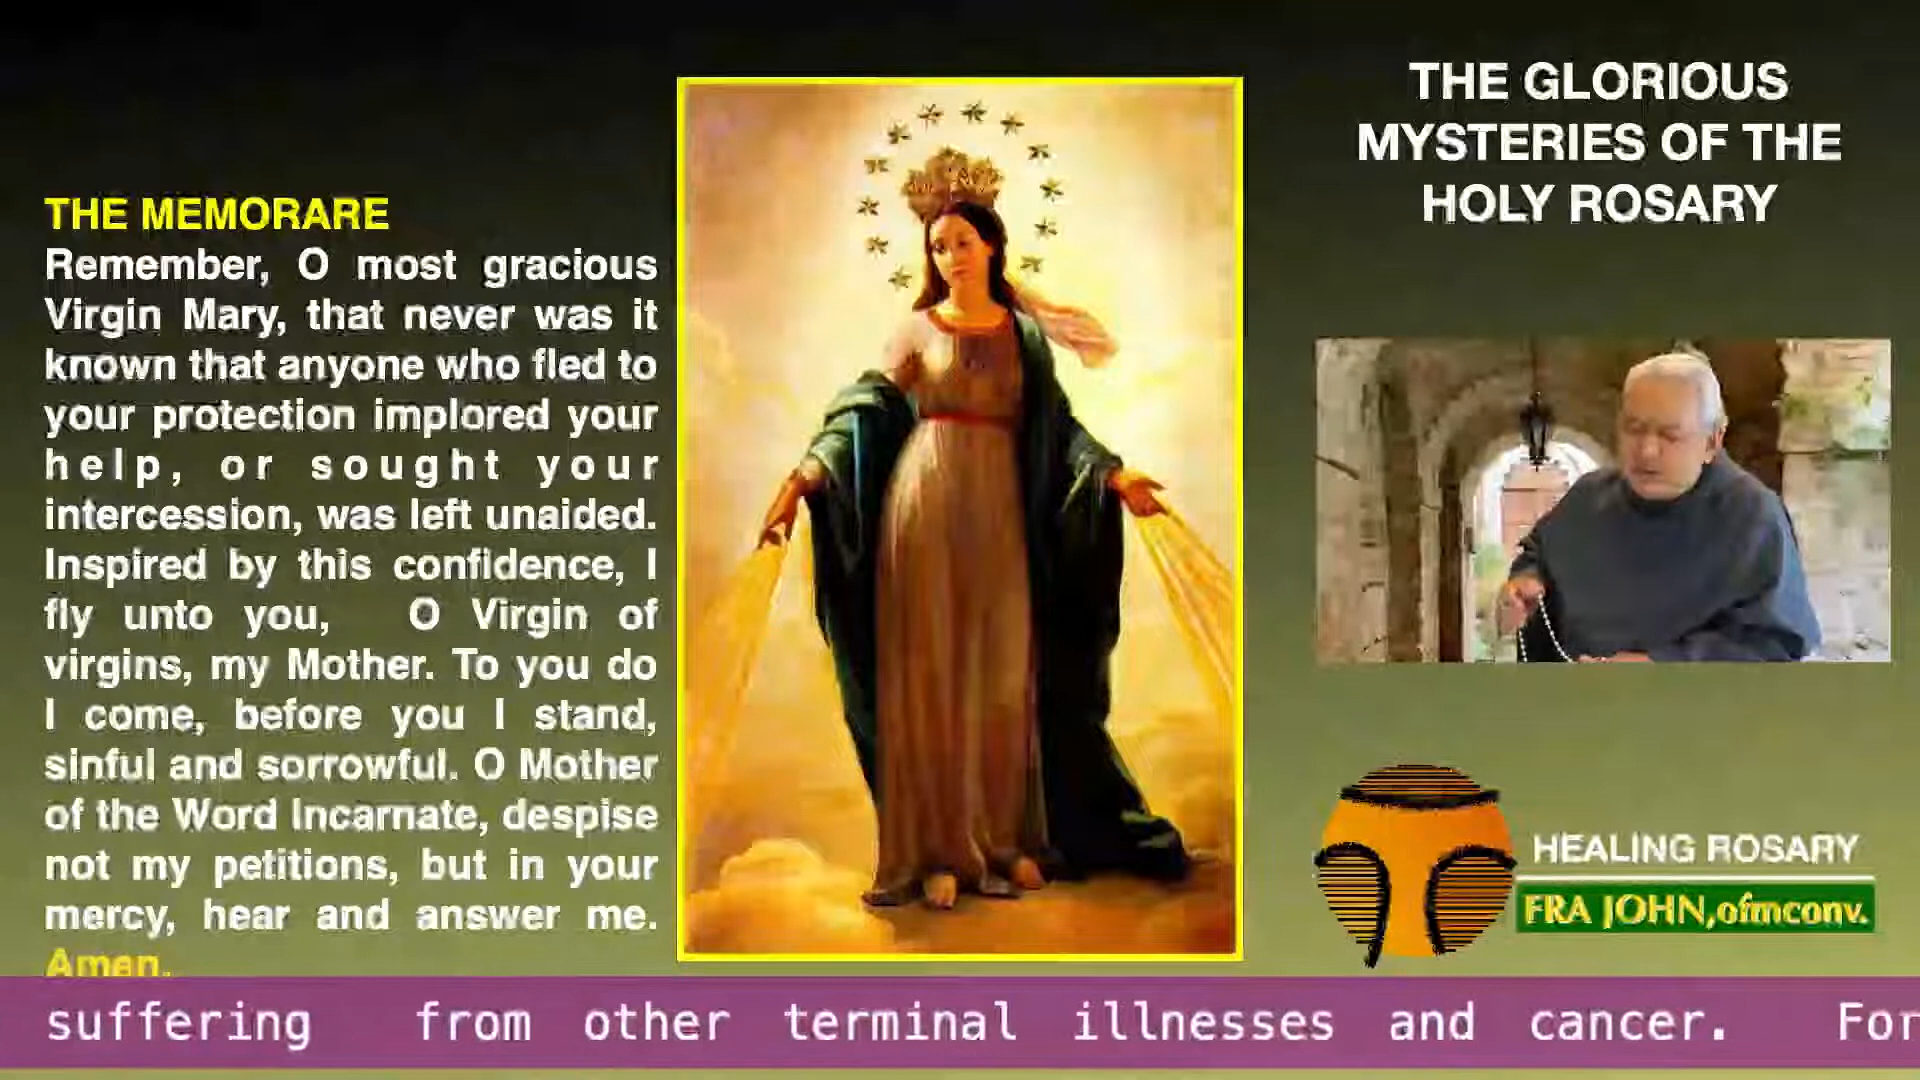 THE MEMORARE
Remember, O most gracious
Virgin Mary, that never was it
known that anyone who fled to
your protection implored your
help, or sought your
intercession, was left unaided.
Inspired by this confidence, I
fly unto you, O Virgin of
virgins, my Mother. To you do
I come, before you I stand,
sinful and sorrowful. O Mother
of the Word Incarnate, despise
not my petitions, but in your
mercy, hear and answer me.
Amen.
THE GLORIOUS
MYSTERIES OF THE
HOLY ROSARY
HEALING ROSARY
FRA JOHN,ofmconv.
suffering from other terminal illnesses and cancer. For